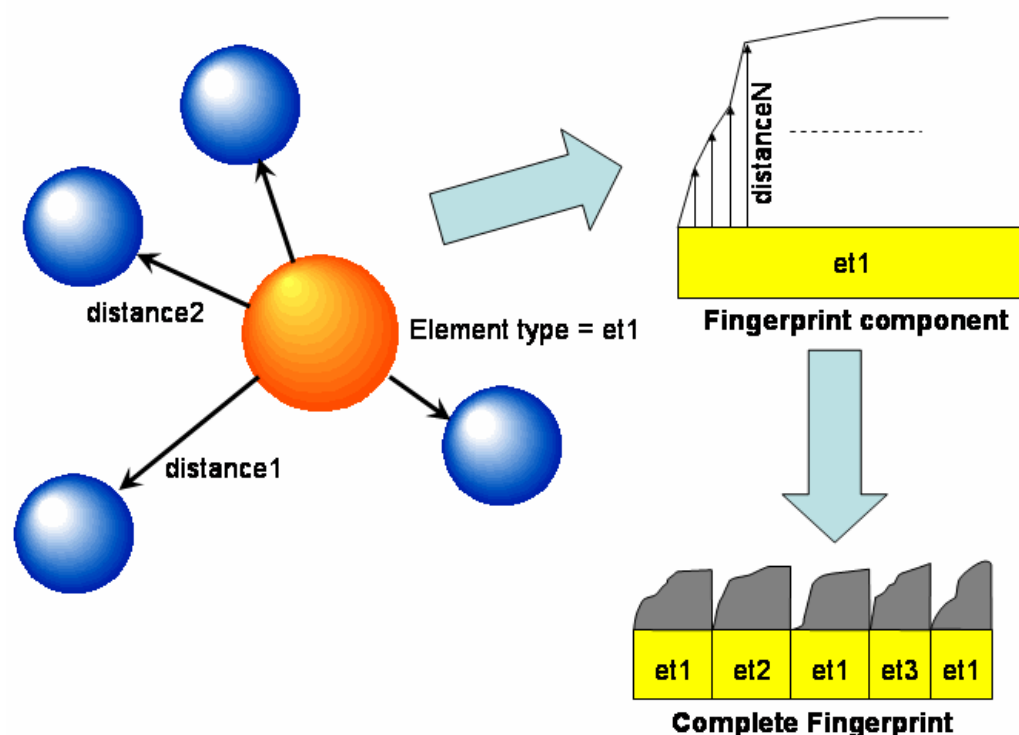 distanceN
et1
Fingerprint component
distance2
Element type = et1
distance1
et1 et2 et1 et3 et1
Complete Fingerprint